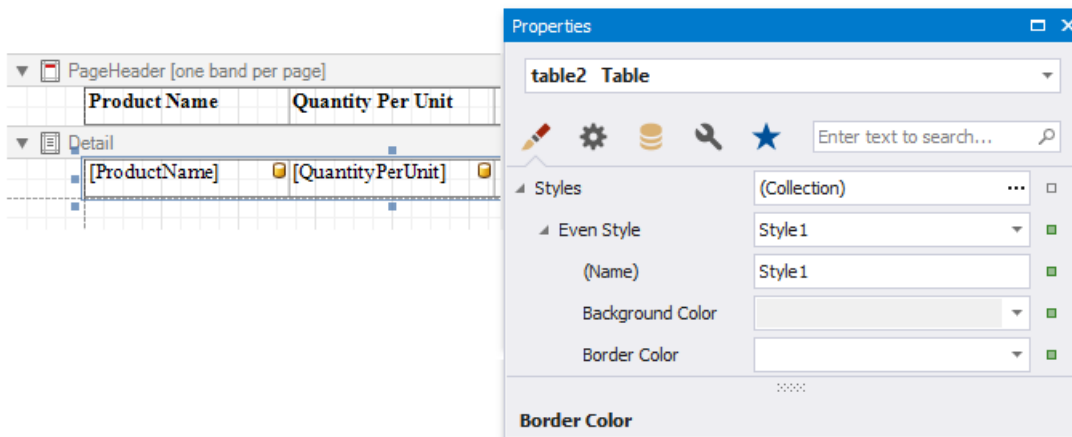 Properties
table2 Table
PageHeader [one band per page]
Product Name Quantity Per Unit
Enter text to search...
Detail
[ProductName] [QuantityPerUnit]
Styles (Collection)
Even Style Style1
(Name) Style1
Background Color
Border Color
Border Color